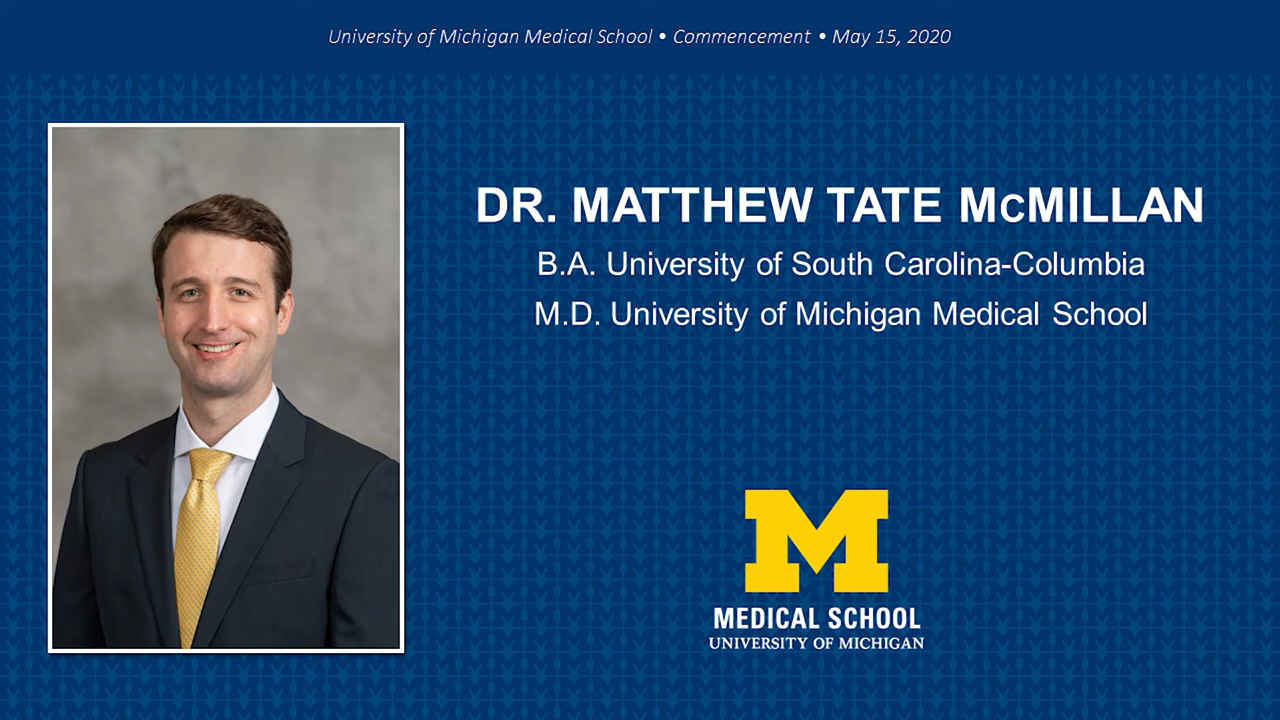 University of Michigan Medical School • Commencement • May 15, 2020
DR. MATTHEW TATE McMILLAN
B.A. University of South Carolina-Columbia
M.D. University of Michigan Medical School
M
MEDICAL SCHOOL
UNIVERSITY OF MICHIGAN